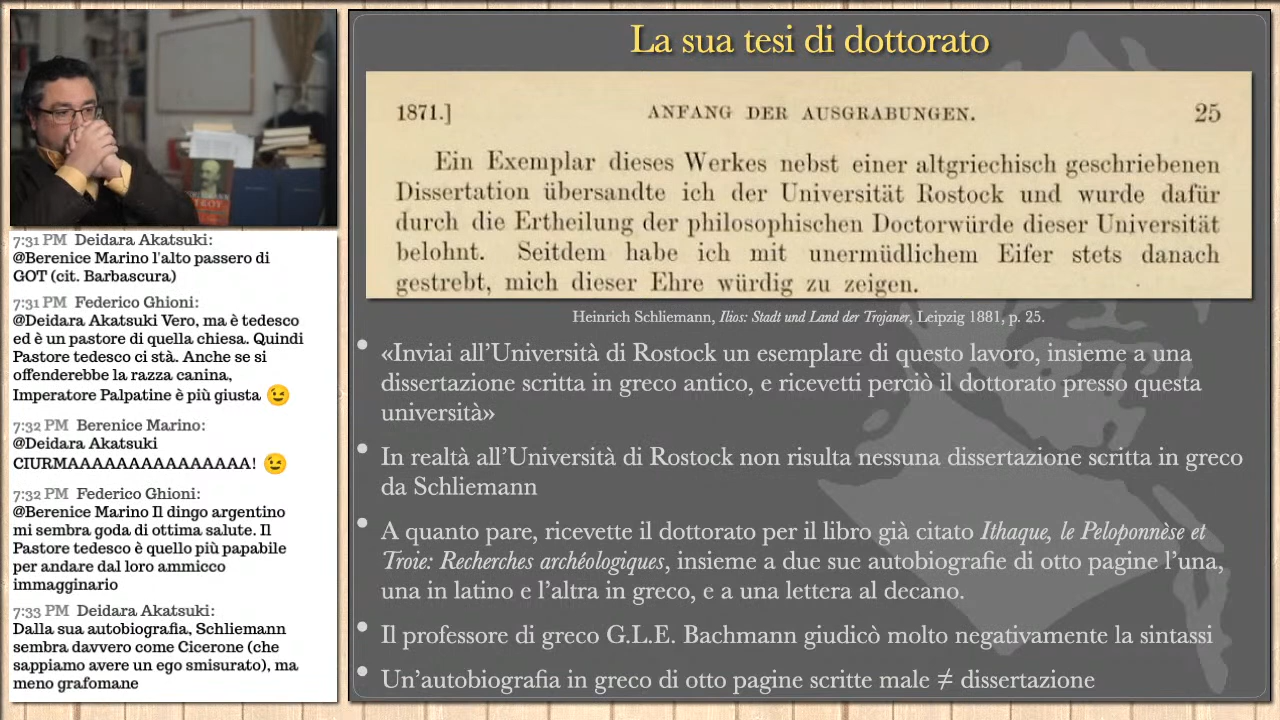 La sua tesi di dottorato
1871.] ANFANG DER AUSGRABUNGEN. 25
Ein Exemplar dieses Werkes nebst einer altgriechisch geschriebenen
Dissertation übersandte ich der Universität Rostock und wurde dafür
durch die Ertheilung der philosophischen Doctorwürde dieser Universität
belohnt. Seitdem habe ich mit unermüdlichem Eifer stets danach
gestrebt, mich dieser Ehre würdig zu zeigen.
Heinrich Schliemann, Ilios: Stadt und Land der Trojaner, Leipzig 1881, p. 25.
• «Inviai all’Università di Rostock un esemplare di questo lavoro, insieme a una
dissertazione scritta in greco antico, e ricevetti perciò il dottorato presso questa
università»
• In realtà all’Università di Rostock non risulta nessuna dissertazione scritta in greco
da Schliemann
• A quanto pare, ricevette il dottorato per il libro già citato Ithaque, le Peloponnèse et
Troie: Recherches archéologiques, insieme a due sue autobiografie di otto pagine l’una,
una in latino e l’altra in greco, e a una lettera al decano.
• Il professore di greco G.L.E. Bachmann giudicò molto negativamente la sintassi
• Un’autobiografia in greco di otto pagine scritte male ≠ dissertazione
7:31 PM Deidara Akatsuki:
@Berenice Marino l'alto passero di
GOT (cit. Barbascura)
7:31 PM Federico Ghioni:
@Deidara Akatsuki Vero, ma è tedesco
ed è un pastore di quella chiesa. Quindi
Pastore tedesco ci stà. Anche se si
offenderebbe la razza canina,
Imperatore Palpatine è più giusta 😉
7:32 PM Berenice Marino:
@Deidara Akatsuki
CIURMAAAAAAAAAAAAAAA! 😉
7:32 PM Federico Ghioni:
@Berenice Marino Il dingo argentino
mi sembra goda di ottima salute. Il
Pastore tedesco è quello più papabile
per andare dal loro ammicco
immagginario
7:33 PM Deidara Akatsuki:
Dalla sua autobiografia, Schliemann
sembra davvero come Cicerone (che
sappiamo avere un ego smisurato), ma
meno grafomane